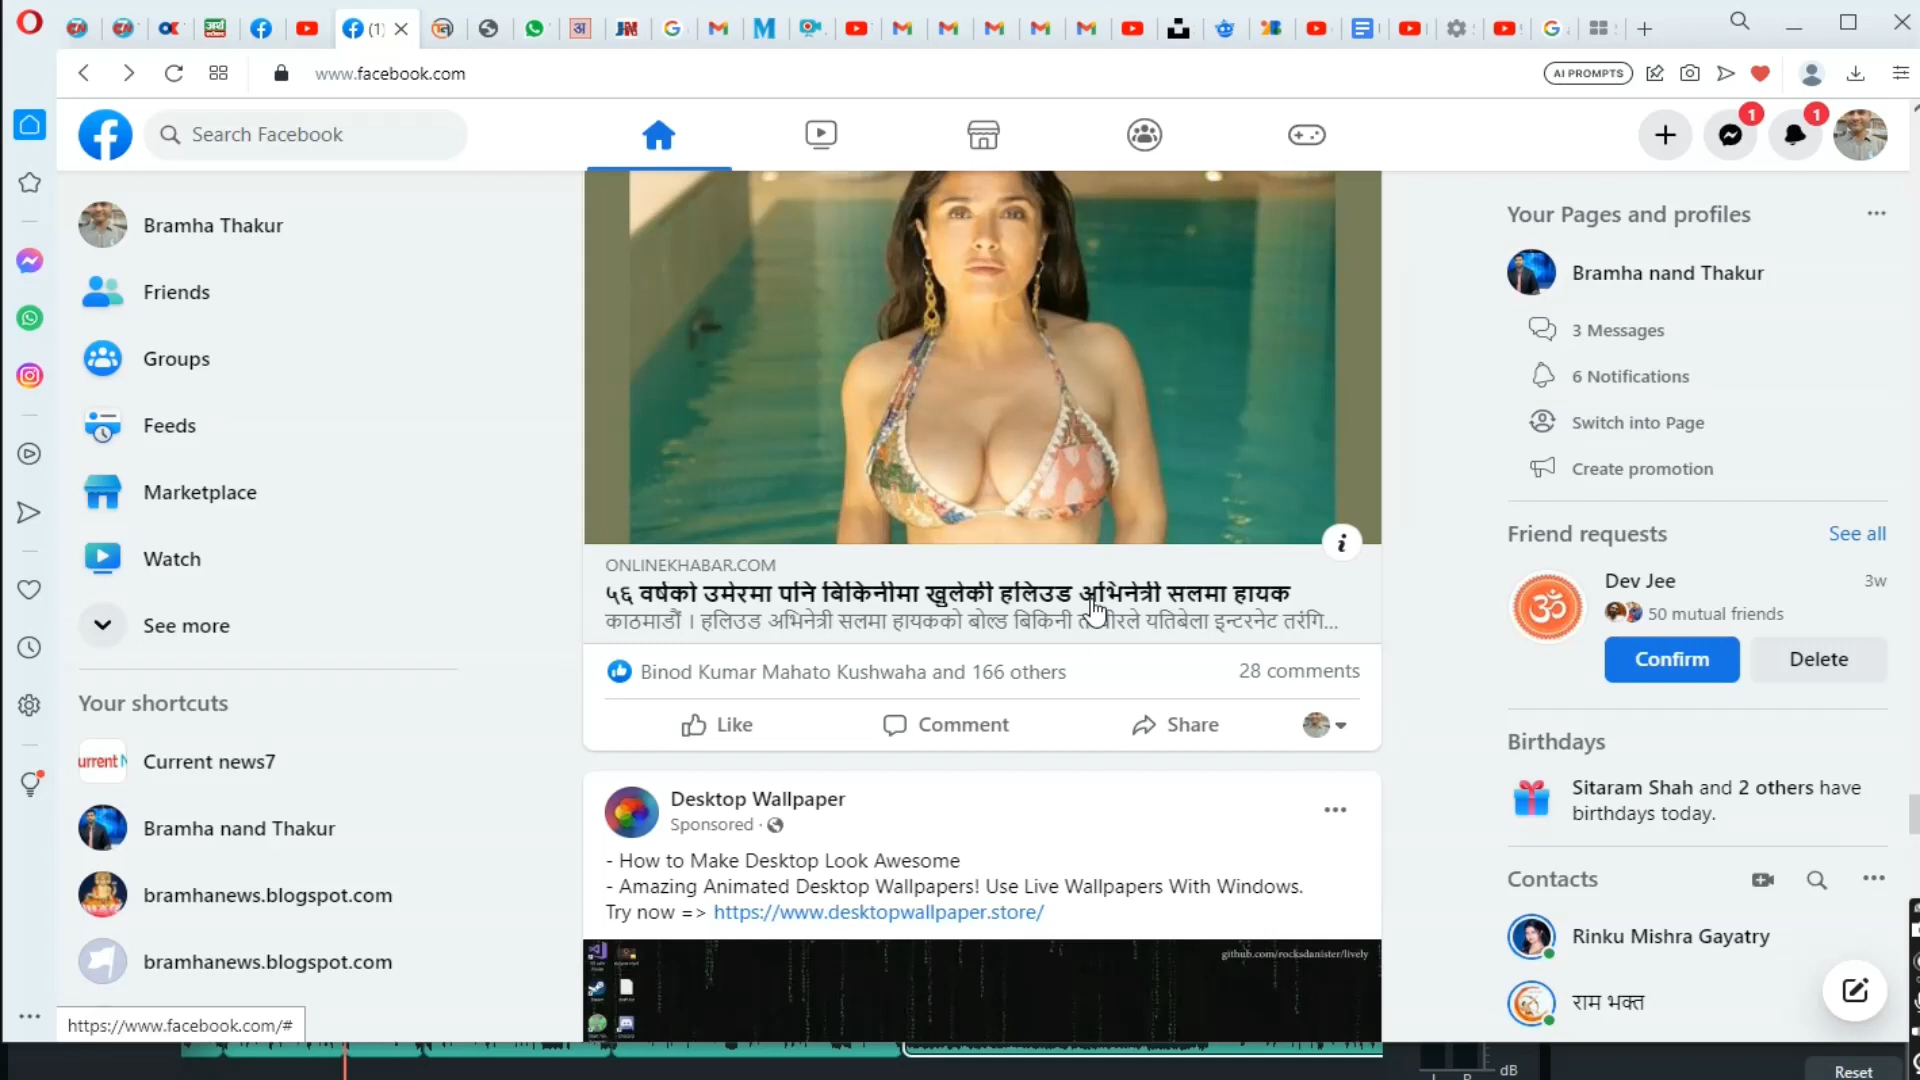 (1)
www.facebook.com
AI PROMPTS
Search Facebook
1
1
Bramha Thakur
Friends
Groups
Feeds
Marketplace
Watch
See more
Your shortcuts
Current news7
Bramha nand Thakur
bramhanews.blogspot.com
bramhanews.blogspot.com
https://www.facebook.com/#
ONLINEKHABAR.COM
५६ वर्षको उमेरमा पनि बिकिनीमा खुलेकी हलिउड अभिनेत्री सलमा हायक
काठमाडौं । हलिउड अभिनेत्री सलमा हायकको बोल्ड बिकिनी यतिबेला इन्टरनेट तरंगि...
Binod Kumar Mahato Kushwaha and 166 others
28 comments
Like
Comment
Share
Desktop Wallpaper
Sponsored ·
- How to Make Desktop Look Awesome
- Amazing Animated Desktop Wallpapers! Use Live Wallpapers With Windows.
Try now => https://www.desktopwallpaper.store/
github.com/rocksdanister/lively
Your Pages and profiles
Bramha nand Thakur
3 Messages
6 Notifications
Switch into Page
Create promotion
Friend requests
See all
Dev Jee
3w
50 mutual friends
Confirm
Delete
Birthdays
Sitaram Shah and 2 others have
birthdays today.
Contacts
Rinku Mishra Gayatry
राम भक्त
dB
Reset